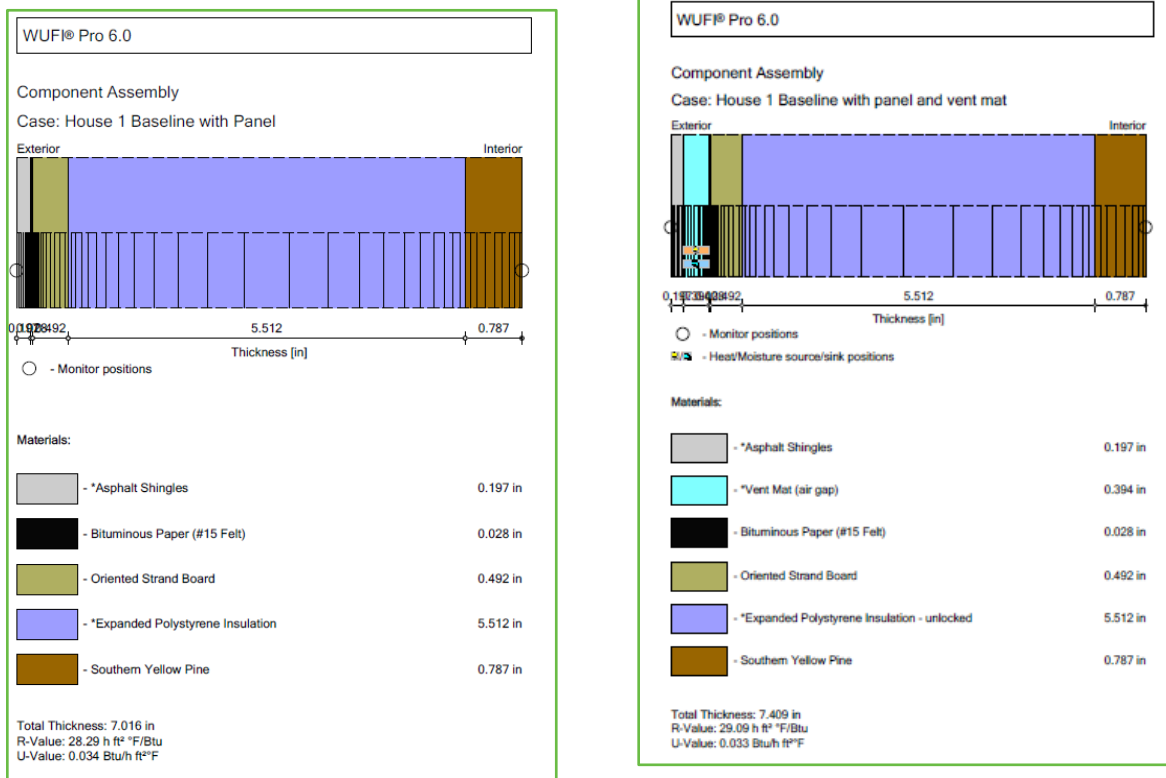 WUFI® Pro 6.0
Component Assembly
Case: House 1 Baseline with Panel
Exterior Interior
0.492 5.512 0.787
Thickness [in]
- Monitor positions
Materials:
- *Asphalt Shingles 0.197 in
- Bituminous Paper (#15 Felt) 0.028 in
- Oriented Strand Board 0.492 in
- *Expanded Polystyrene Insulation 5.512 in
- Southern Yellow Pine 0.787 in
Total Thickness: 7.016 in
R-Value: 28.29 h ft² °F/Btu
U-Value: 0.034 Btu/h ft²°F
WUFI® Pro 6.0
Component Assembly
Case: House 1 Baseline with panel and vent mat
Exterior Interior
5.512 0.787
Thickness [in]
- Monitor positions
- Heat/Moisture source/sink positions
Materials:
- *Asphalt Shingles 0.197 in
- *Vent Mat (air gap) 0.394 in
- Bituminous Paper (#15 Felt) 0.028 in
- Oriented Strand Board 0.492 in
- *Expanded Polystyrene Insulation - unlocked 5.512 in
- Southern Yellow Pine 0.787 in
Total Thickness: 7.409 in
R-Value: 29.09 h ft² °F/Btu
U-Value: 0.033 Btu/h ft²°F